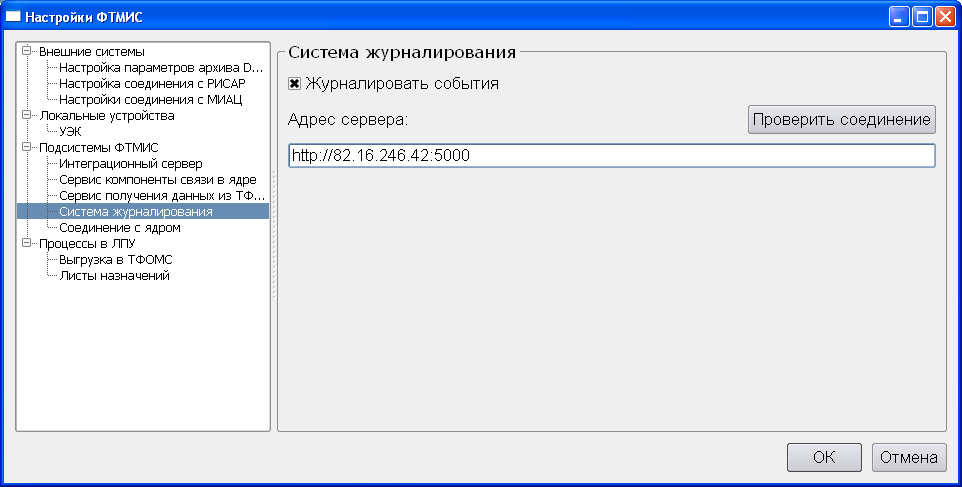 Настройки ФТМИС
Внешние системы
Настройка параметров архива D...
Настройка соединения с РИСАР
Настройки соединения с МИАЦ
Локальные устройства
УЭК
Подсистемы ФТМИС
Интеграционный сервер
Сервис компоненты связи в ядре
Сервис получения данных из ТФ...
Система журналирования
Соединение с ядром
Процессы в ЛПУ
Выгрузка в ТФОМС
Листы назначений
Система журналирования
Журналировать события
Адрес сервера:
Проверить соединение
http://82.16.246.42:5000
ОК
Отмена